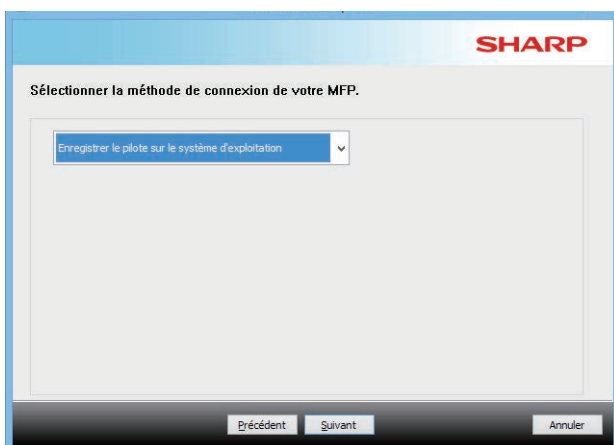 SHARP
Sélectionner la méthode de connexion de votre MFP.
Enregistrer le pilote sur le système d'exploitation
Précédent
Suivant
Annuler